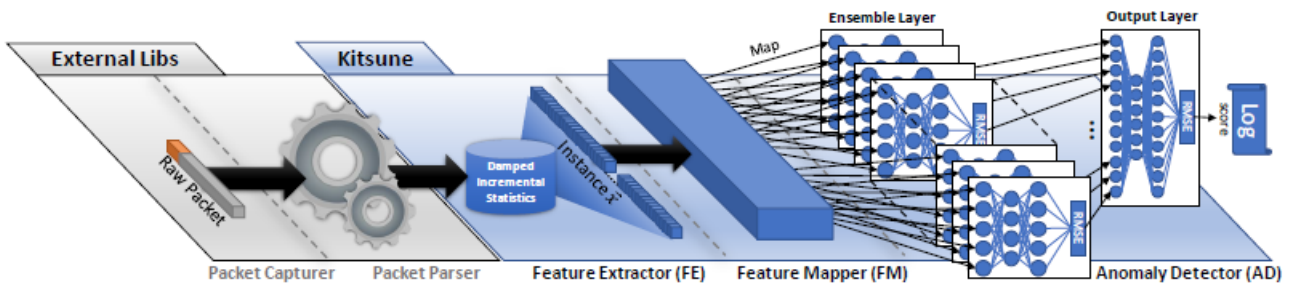 Ensemble Layer
Output Layer
External Libs
Kitsune
Map
Raw Packet
Damped
Incremental
Statistics
Instance x⃗
RMSE
RMSE
...
RMSE
score
Log
Packet Capturer
Packet Parser
Feature Extractor (FE)
Feature Mapper (FM)
Anomaly Detector (AD)